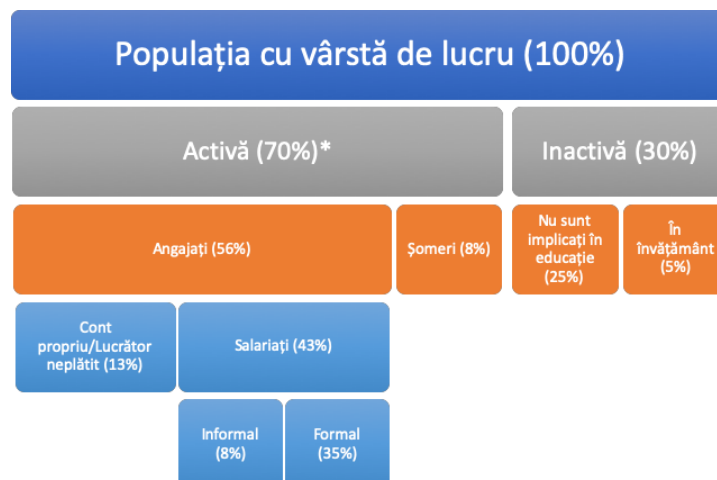 Populația cu vârstă de lucru (100%)
Activă (70%)*
Inactivă (30%)
Angajați (56%)
Șomeri (8%)
Nu sunt
implicați în
educație
(25%)
În
învățământ
(5%)
Cont
propriu/Lucrător
neplătit (13%)
Salariați (43%)
Informal
(8%)
Formal
(35%)